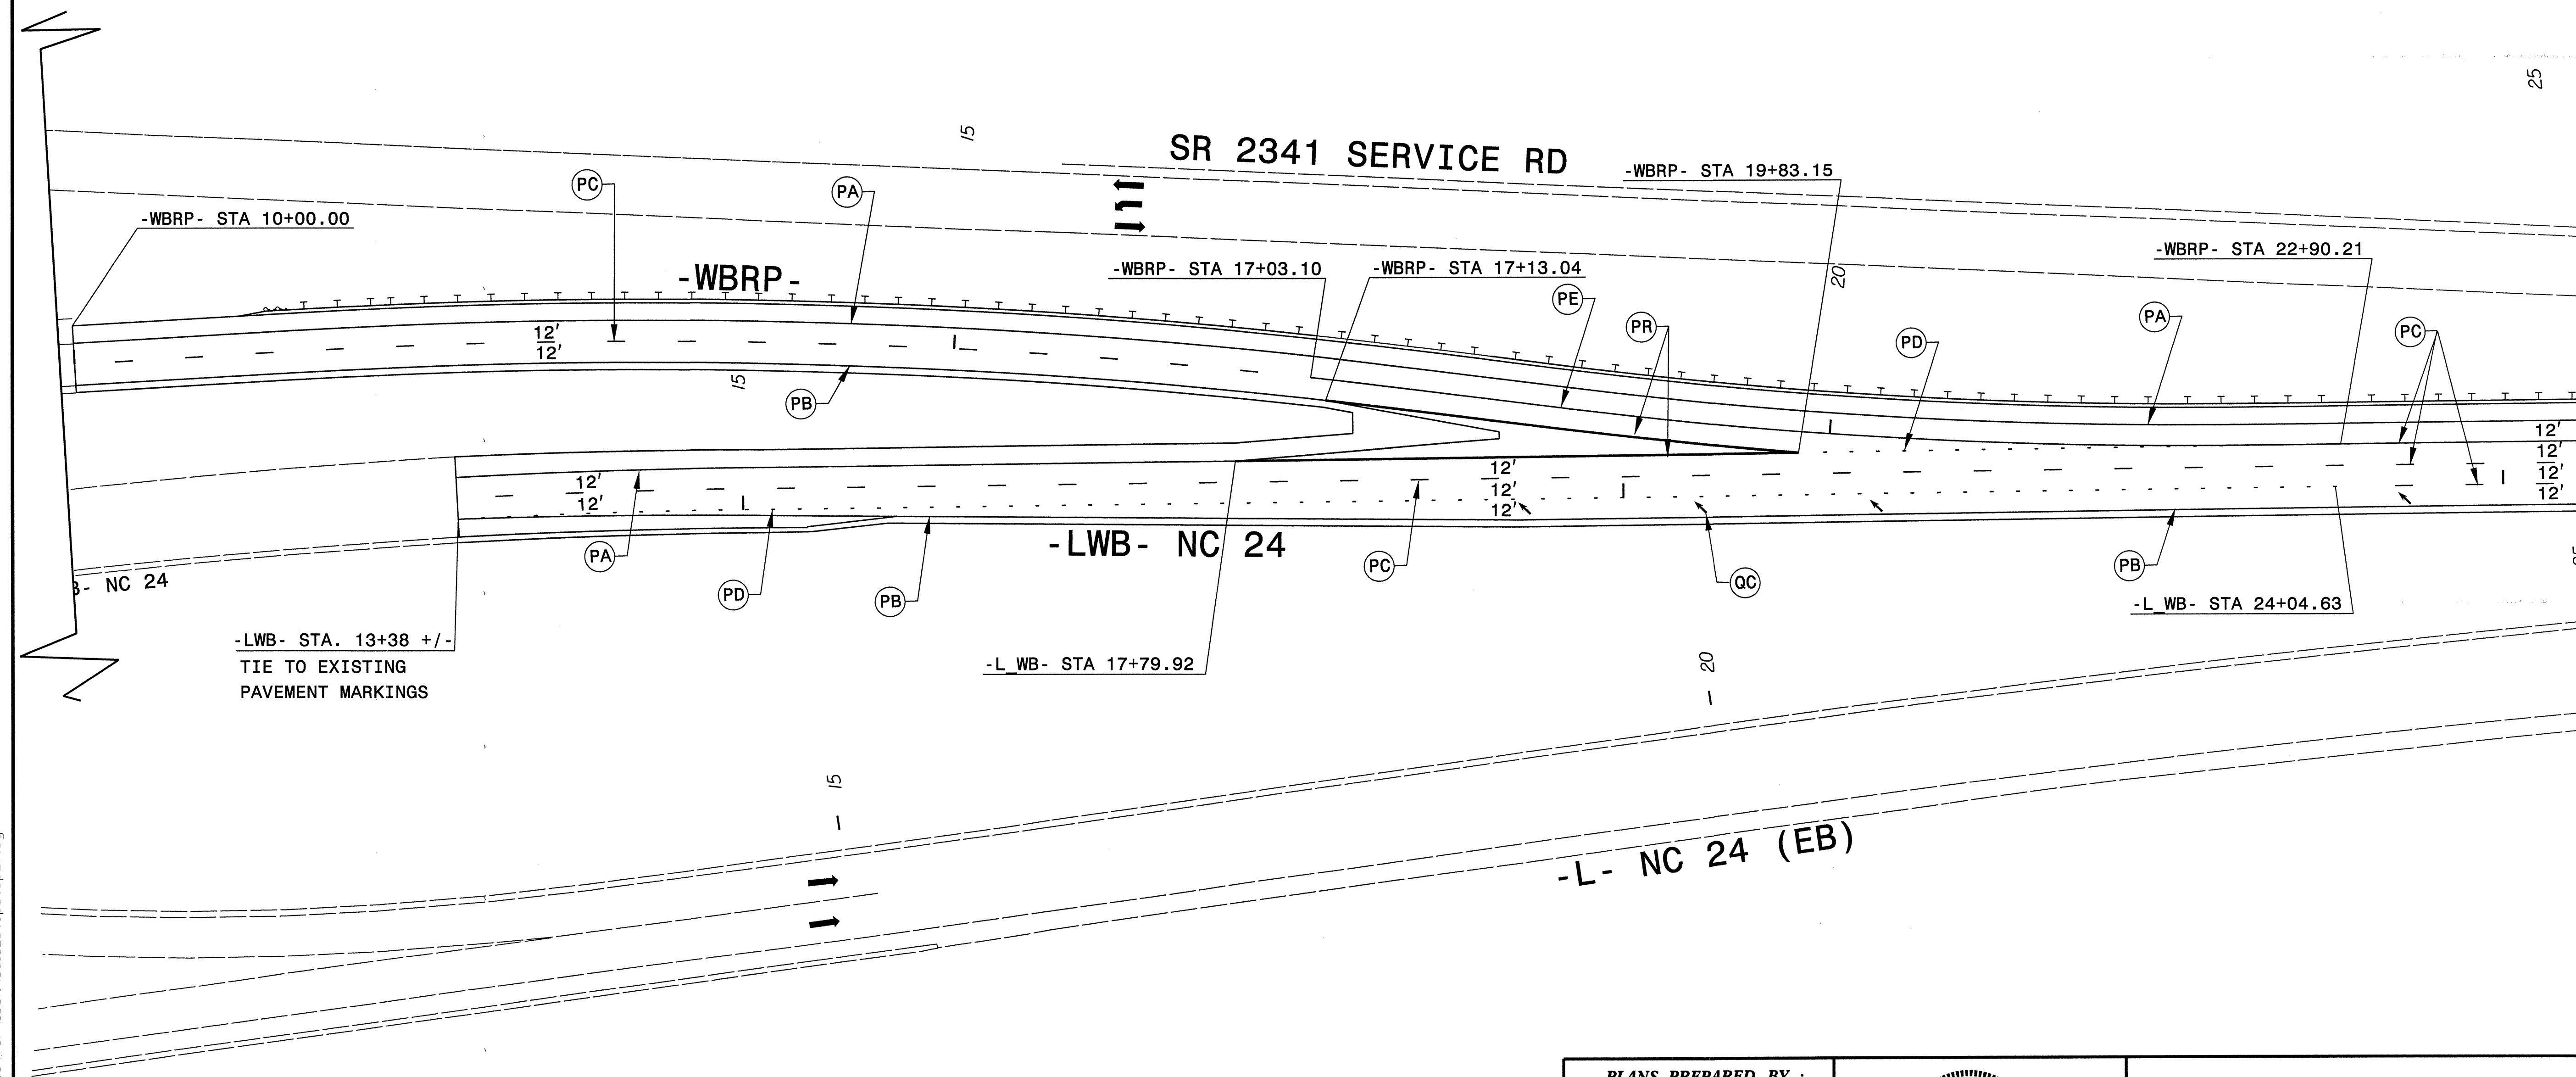 25
15
SR 2341 SERVICE RD
-WBRP- STA 19+83.15
PC
PA
-WBRP- STA 10+00.00
-WBRP-
-WBRP- STA 17+03.10
-WBRP- STA 17+13.04
20
-WBRP- STA 22+90.21
PE
PR
PD
PA
PC
12'
12'
15
PB
12'
12'
12'
12'
12'
12'
12'
12'
12'
PA
PD
PB
-LWB- NC 24
PC
QC
PB
- NC 24
-L_WB- STA 24+04.63
-LWB- STA. 13+38 +/-
TIE TO EXISTING
PAVEMENT MARKINGS
-L_WB- STA 17+79.92
20
15
-L- NC 24 (EB)
PLANS PREPARED BY :